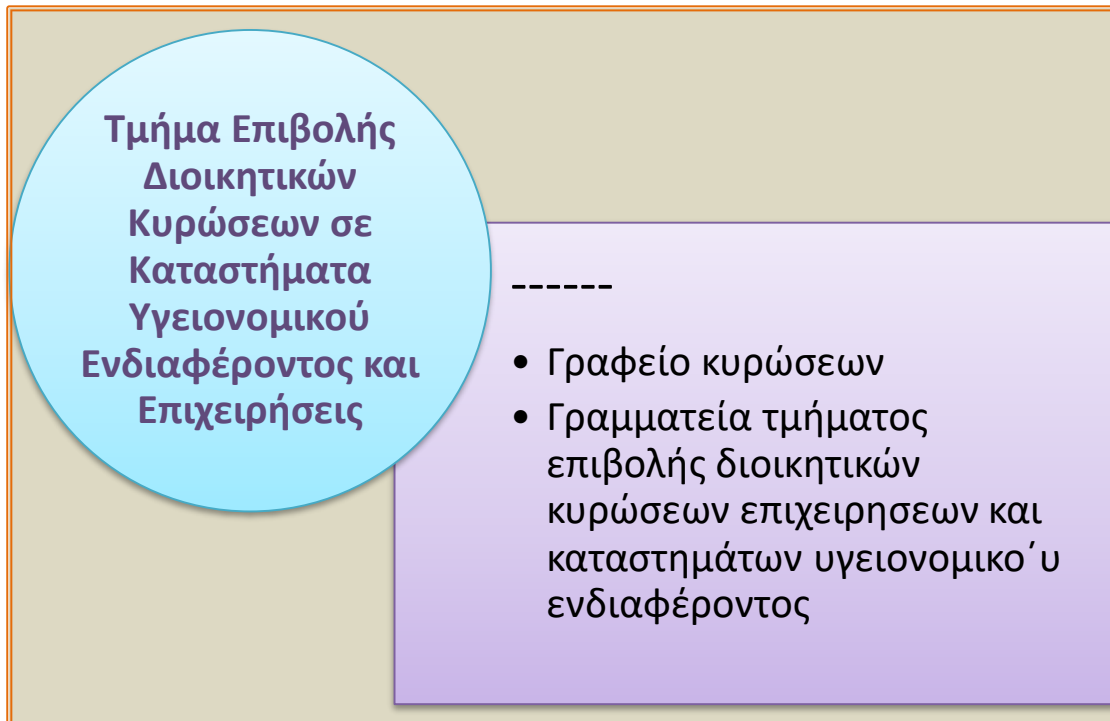 Τμήμα Επιβολής
Διοικητικών
Κυρώσεων σε
Καταστήματα
Υγειονομικού
Ενδιαφέροντος και
Επιχειρήσεις
------
• Γραφείο κυρώσεων
• Γραμματεία τμήματος
επιβολής διοικητικών
κυρώσεων επιχειρησεων και
καταστημάτων υγειονομικο΄υ
ενδιαφέροντος